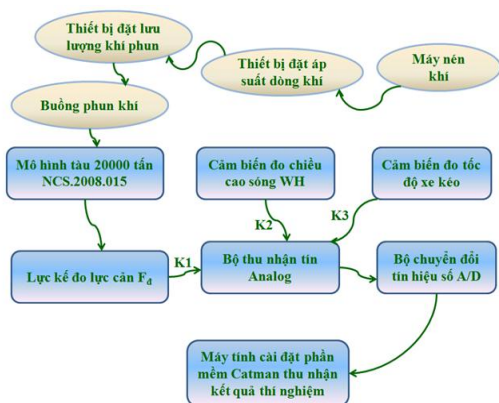 Thiết bị đặt lưu
lượng khí phun
Thiết bị đặt áp
suất dòng khí
Máy nén
khí
Buồng phun khí
Mô hình tàu 20000 tấn
NCS.2008.015
Cảm biến đo chiều
cao sóng WH
Cảm biến đo tốc
độ xe kéo
K1
K2
K3
Lực kế đo lực cản Fđ
Bộ thu nhận tín
Analog
Bộ chuyển đổi
tín hiệu số A/D
Máy tính cài đặt phần
mềm Catman thu nhận
kết quả thí nghiệm